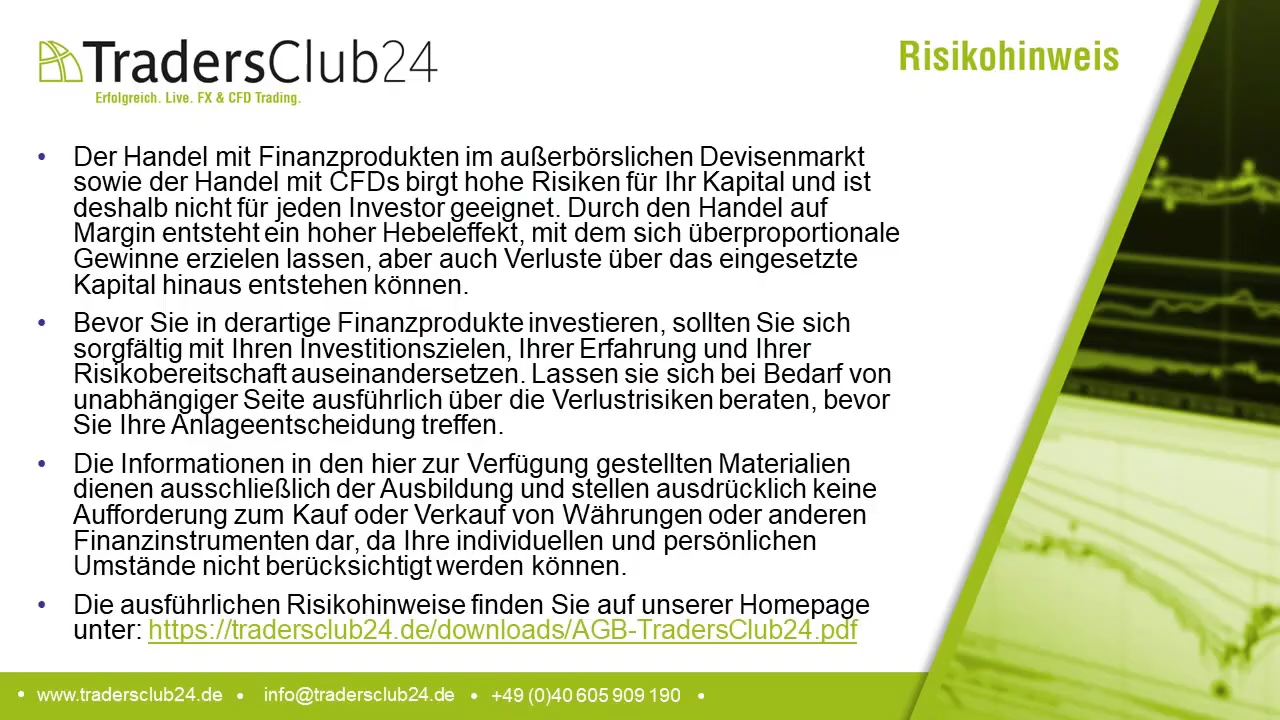 TradersClub24
Erfolgreich. Live. FX & CFD Trading.
Risikohinweis
• Der Handel mit Finanzprodukten im außerbörslichen Devisenmarkt
sowie der Handel mit CFDs birgt hohe Risiken für Ihr Kapital und ist
deshalb nicht für jeden Investor geeignet. Durch den Handel auf
Margin entsteht ein hoher Hebeleffekt, mit dem sich überproportionale
Gewinne erzielen lassen, aber auch Verluste über das eingesetzte
Kapital hinaus entstehen können.
• Bevor Sie in derartige Finanzprodukte investieren, sollten Sie sich
sorgfältig mit Ihren Investitionszielen, Ihrer Erfahrung und Ihrer
Risikobereitschaft auseinandersetzen. Lassen sie sich bei Bedarf von
unabhängiger Seite ausführlich über die Verlustrisiken beraten, bevor
Sie Ihre Anlageentscheidung treffen.
• Die Informationen in den hier zur Verfügung gestellten Materialien
dienen ausschließlich der Ausbildung und stellen ausdrücklich keine
Aufforderung zum Kauf oder Verkauf von Währungen oder anderen
Finanzinstrumenten dar, da Ihre individuellen und persönlichen
Umstände nicht berücksichtigt werden können.
• Die ausführlichen Risikohinweise finden Sie auf unserer Homepage
unter: https://tradersclub24.de/downloads/AGB-TradersClub24.pdf
• www.tradersclub24.de • info@tradersclub24.de • +49 (0)40 605 909 190 •